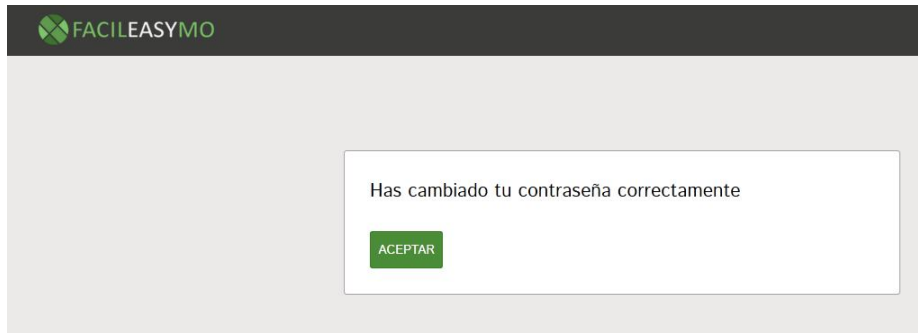 FACILEASYMO
Has cambiado tu contraseña correctamente
ACEPTAR